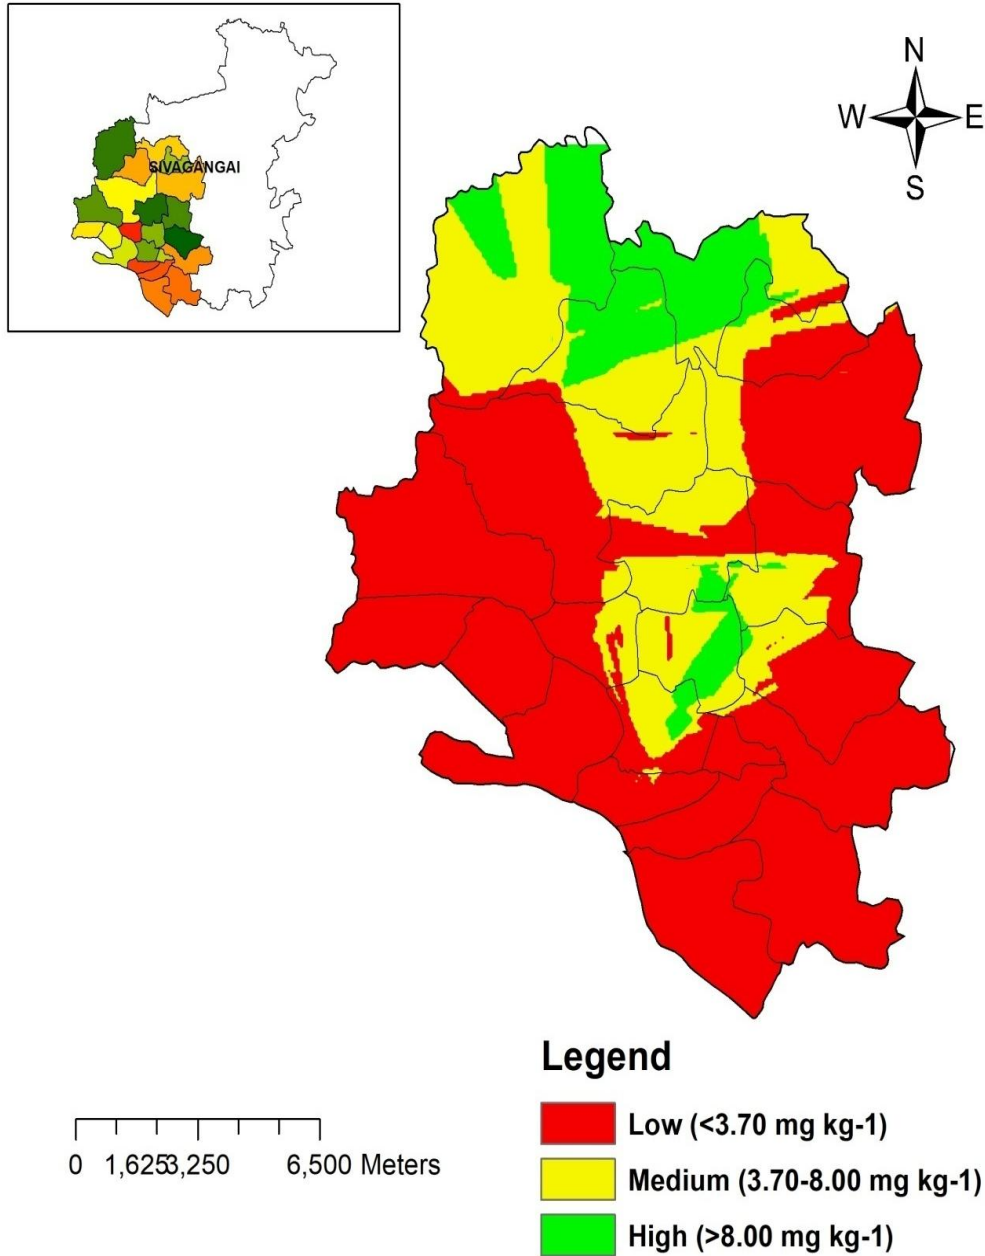 SIVAGANGAI
N
W E
S
0 1,6253,250 6,500 Meters
Legend
Low (<3.70 mg kg-1)
Medium (3.70-8.00 mg kg-1)
High (>8.00 mg kg-1)